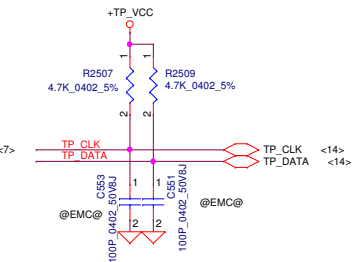 +TP_VCC
1
1
R2507
4.7K_0402_5%
R2509
4.7K_0402_5%
2
2
<7>
TP_CLK
TP_CLK
<14>
TP_DATA
TP_DATA
<14>
C553
100P_0402_50V8J
1
1
C551
100P_0402_50V8J
@EMC@
@EMC@
2
2